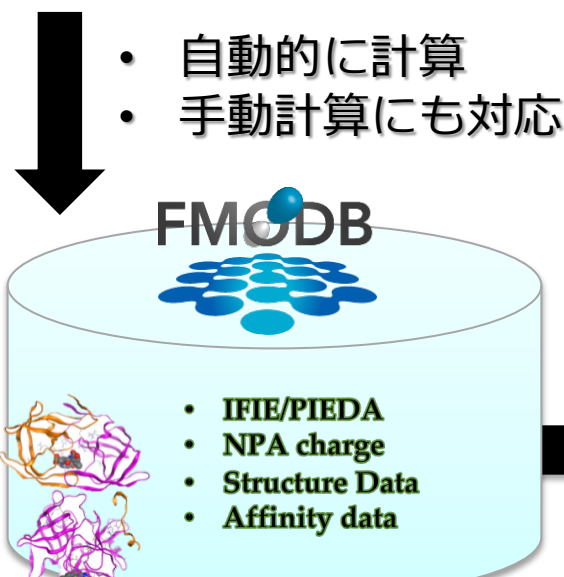 • 自動的に計算
• 手動計算にも対応
FMODB
• IFIE/PIEDA
• NPA charge
• Structure Data
• Affinity data